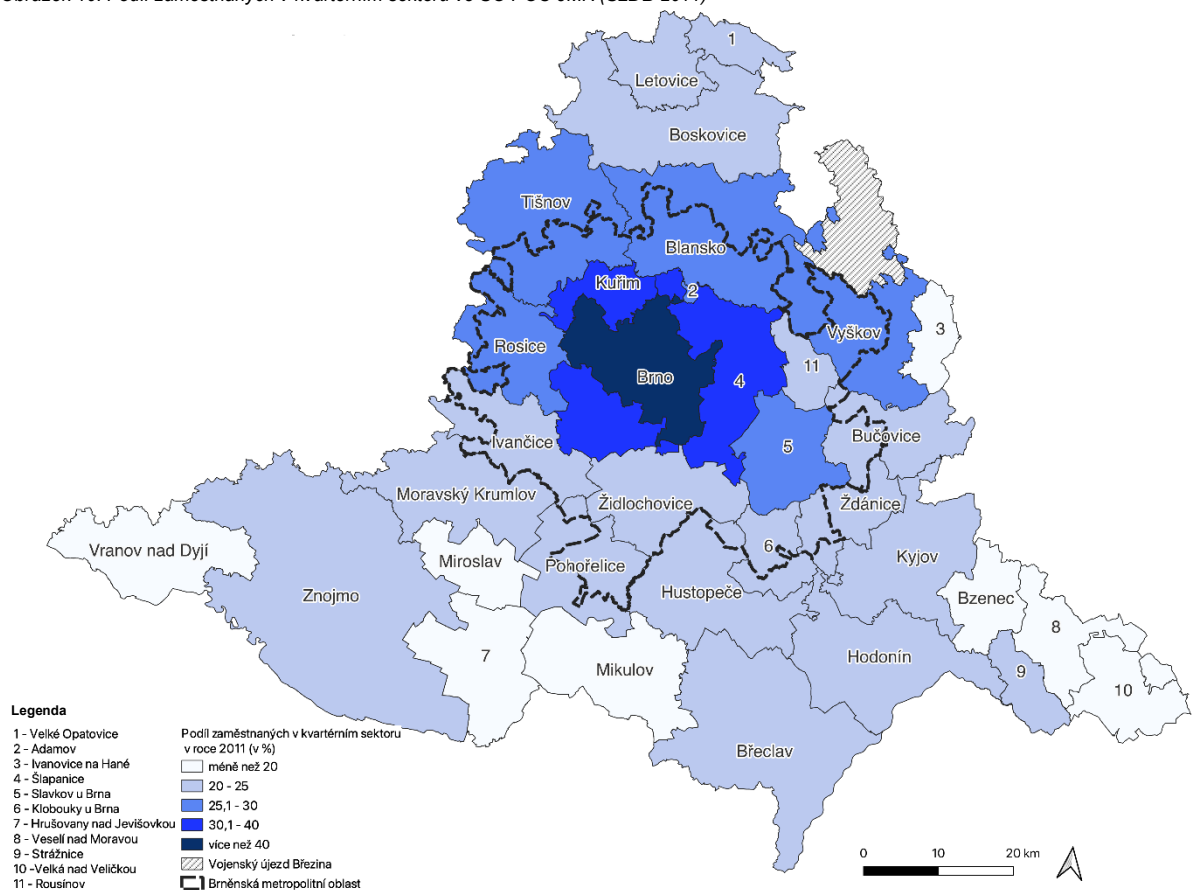 Letovice
1
Boskovice
Tišnov
Blansko
Kuřim
2
Vyškov
3
Rosice
Brno
4
11
Ivančice
5
Bučovice
Moravský Krumlov
Židlochovice
Ždánice
Vranov nad Dyjí
Miroslav
Pohořelice
6
Kyjov
Znojmo
Hustopeče
Bzenec
8
7
Mikulov
Hodonín
9
10
Břeclav
Legenda
1 - Velké Opatovice
2 - Adamov
3 - Ivanovice na Hané
4 - Šlapanice
5 - Slavkov u Brna
6 - Klobouky u Brna
7 - Hrušovany nad Jevišovkou
8 - Veselí nad Moravou
9 - Strážnice
10 -Velká nad Veličkou
11 - Rousínov
Podíl zaměstnaných v kvartérním sektoru
v roce 2011 (v %)
méně než 20
20 - 25
25,1 - 30
30,1 - 40
více než 40
Vojenský újezd Březina
Brněnská metropolitní oblast
0 10 20 km